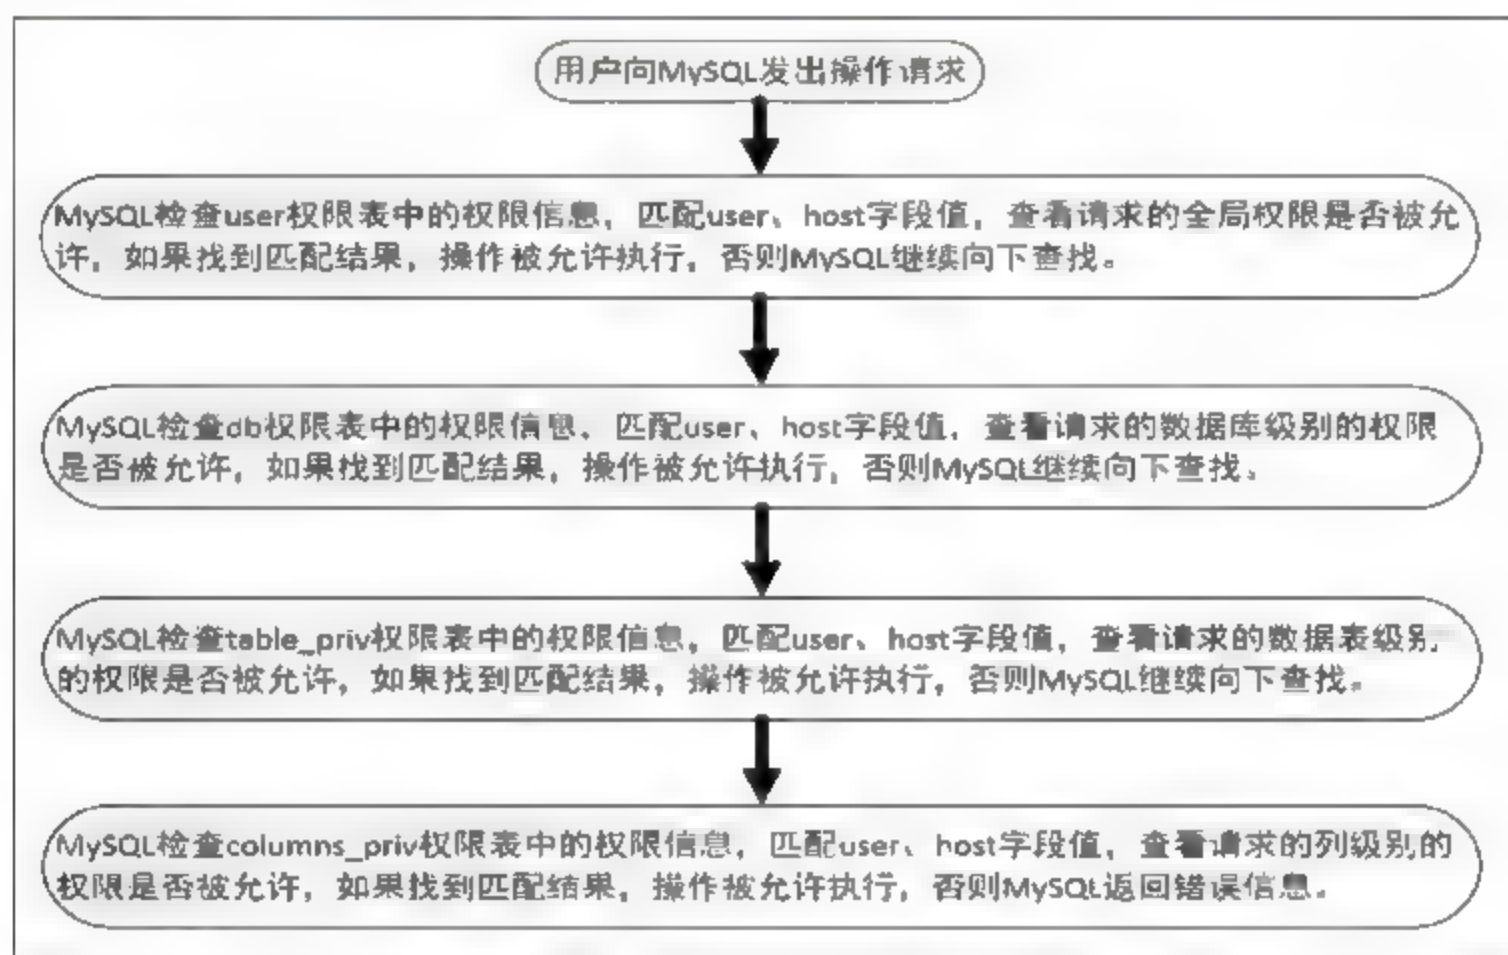 用户向MySQL发出操作请求
MySQL检查user权限表中的权限信息，匹配user、host字段值，查看请求的全局权限是否被允
许，如果找到匹配结果，操作被允许执行，否则MySQL继续向下查找。
MySQL检查db权限表中的权限信息，匹配user、host字段值，查看请求的数据库级别的权限
是否被允许，如果找到匹配结果，操作被允许执行，否则MySQL继续向下查找。
MySQL检查table_priv权限表中的权限信息，匹配user、host字段值，查看请求的数据表级别
的权限是否被允许，如果找到匹配结果，操作被允许执行，否则MySQL继续向下查找。
MySQL检查columns_priv权限表中的权限信息，匹配user、host字段值，查看请求的列级别的
权限是否被允许，如果找到匹配结果，操作被允许执行，否则MySQL返回错误信息。